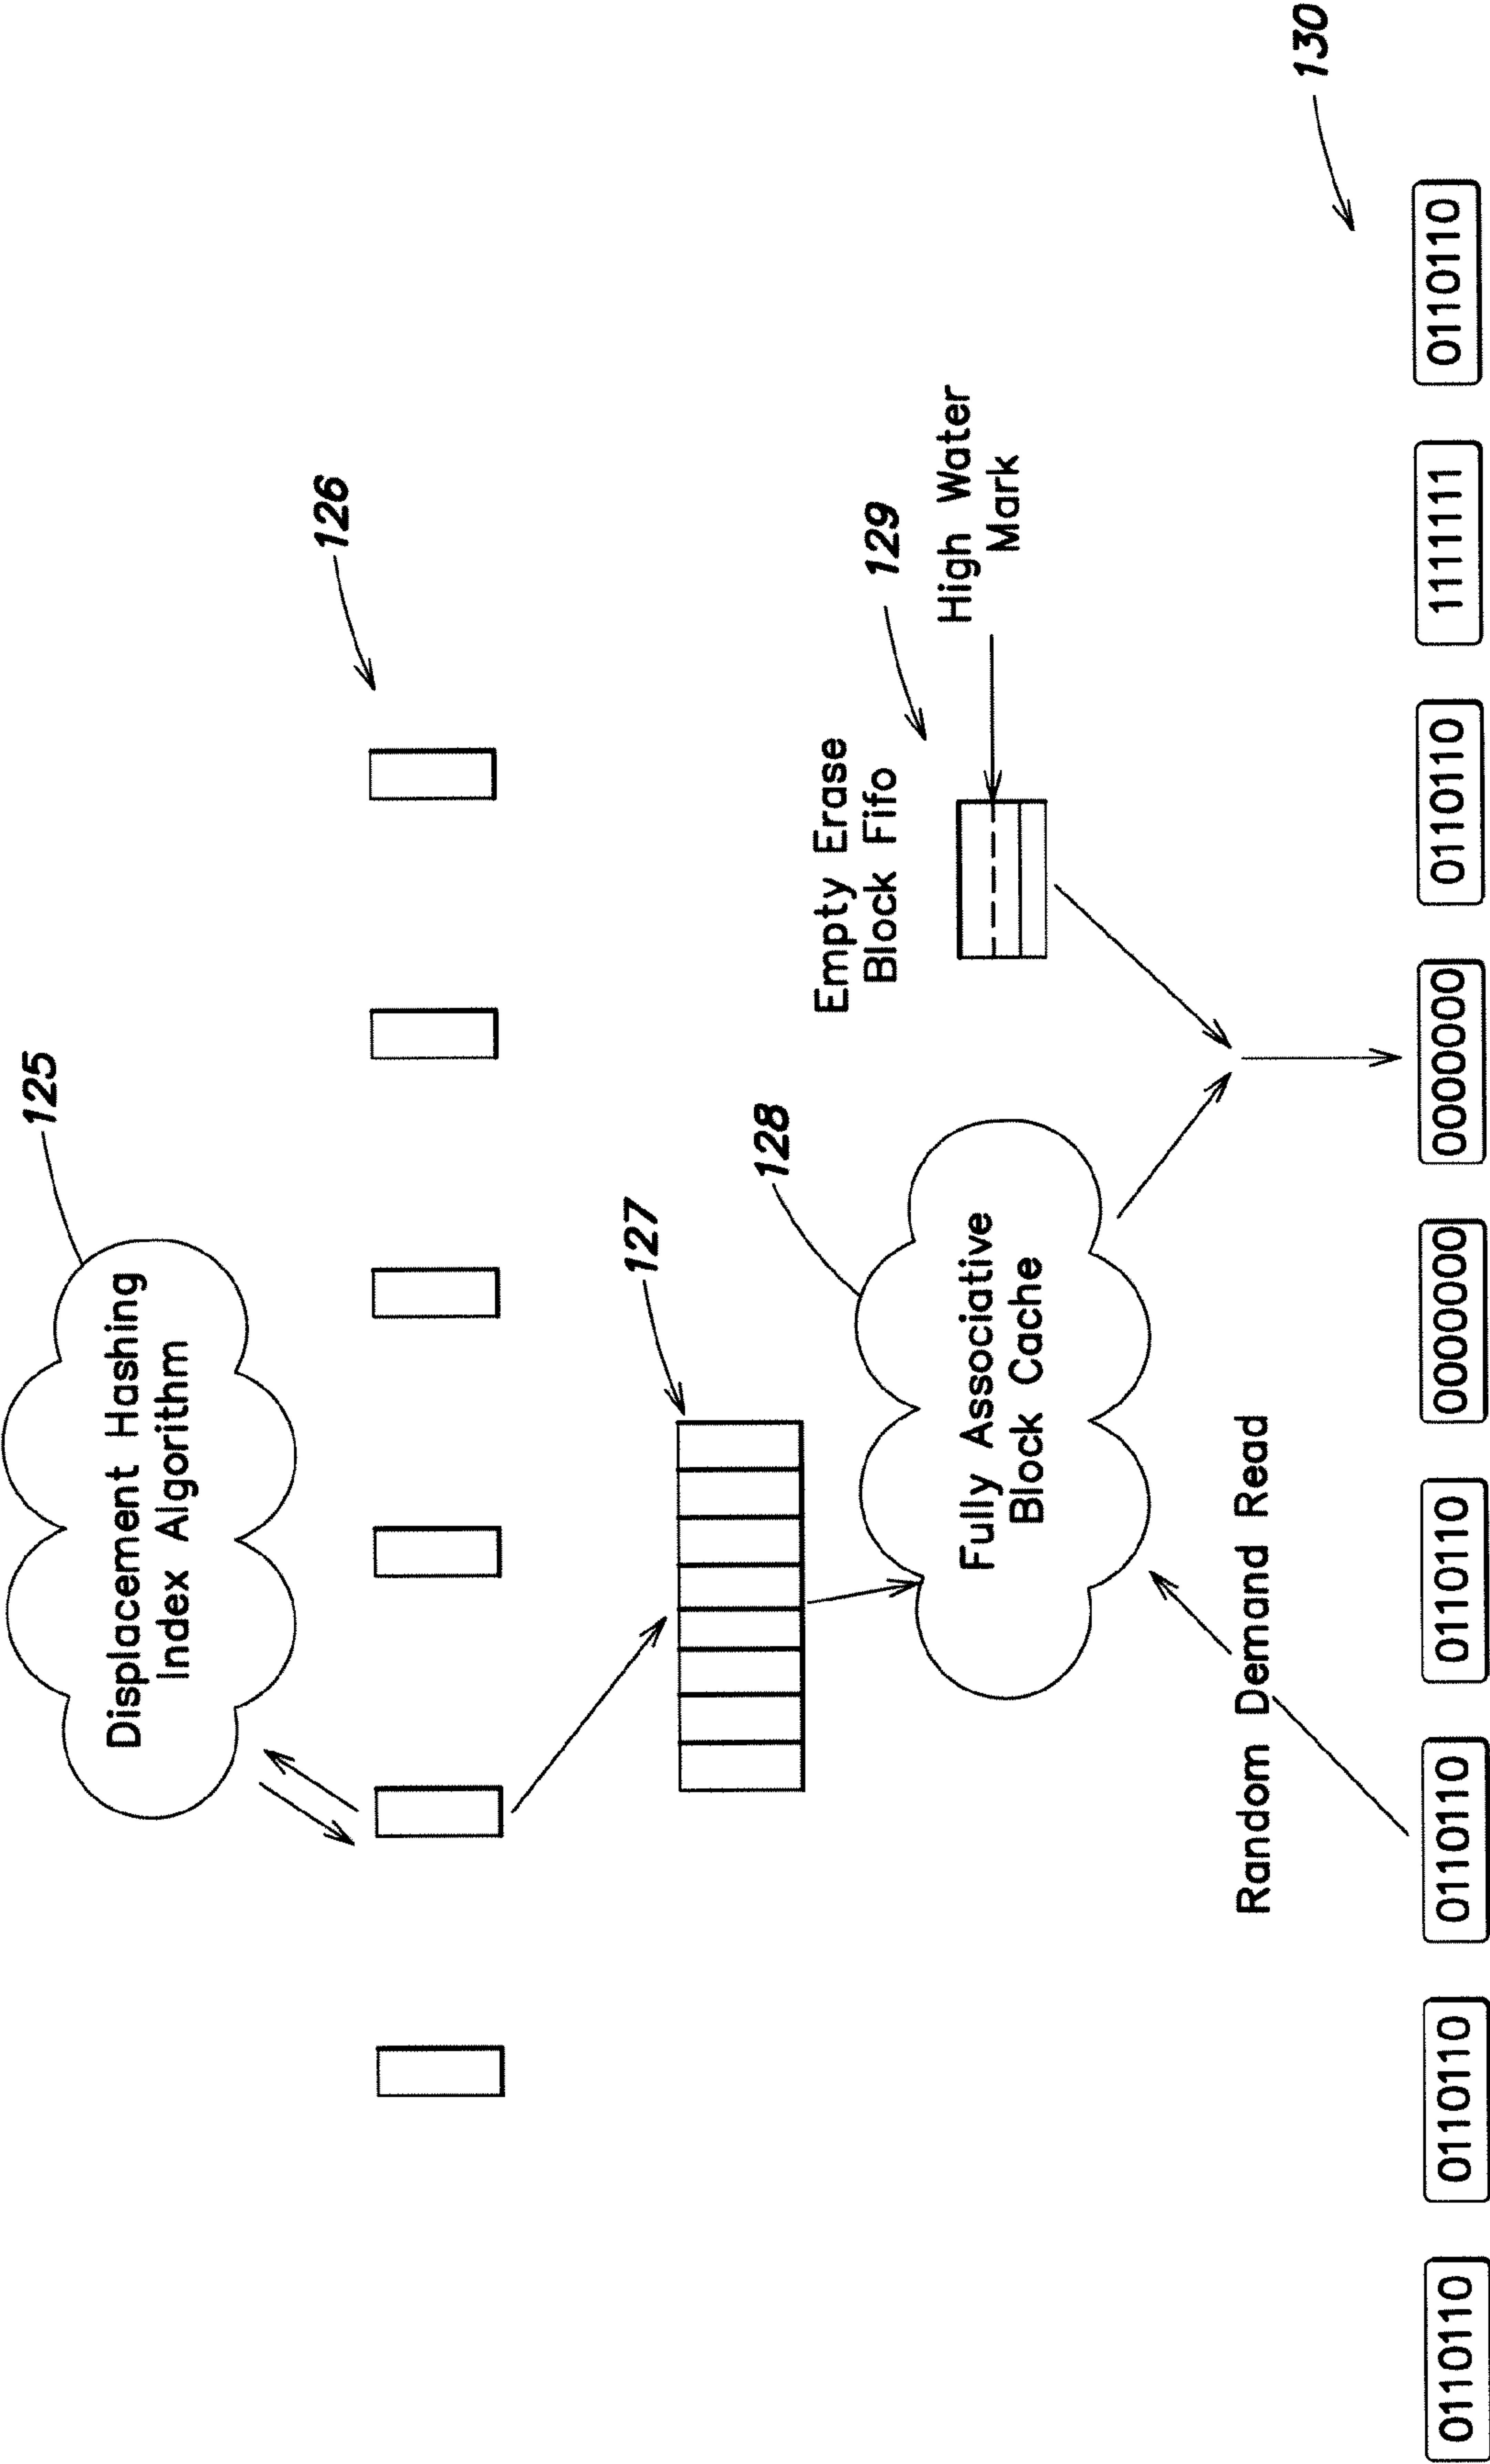 125
Displacement Hashing
Index Algorithm
126
127
128
Fully Associative
Block Cache
Empty Erase
Block Fifo
129
High Water
Mark
Random Demand Read
130
0110110
0110110
0110110
0110110
0000000
0000000
0110110
1111111
0110110